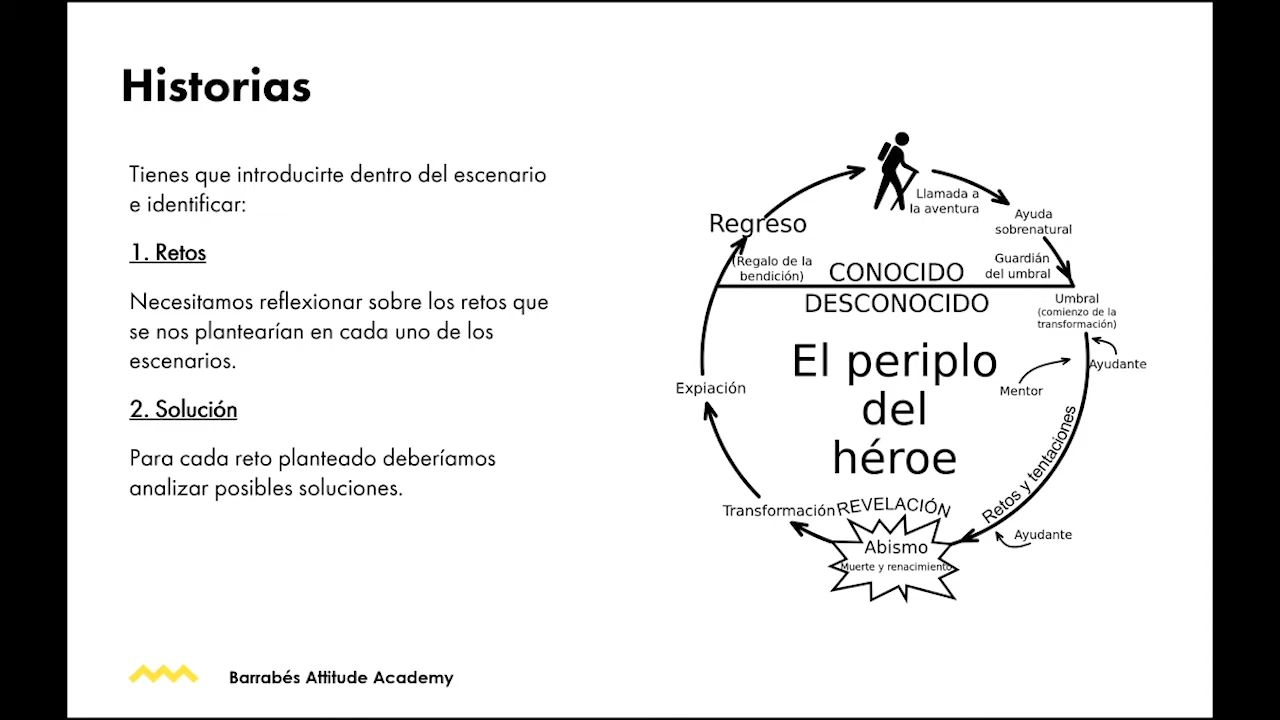 Historias
Tienes que introducirte dentro del escenario
e identificar:
1. Retos
Necesitamos reflexionar sobre los retos que
se nos plantearían en cada uno de los
escenarios.
2. Solución
Para cada reto planteado deberíamos
analizar posibles soluciones.
Llamada a
la aventura
Ayuda
sobrenatural
Regreso
(Regalo de la
bendición)
CONOCIDO
Guardián
del umbral
DESCONOCIDO
Umbral
(comienzo de la
transformación)
El periplo
del
héroe
Ayudante
Mentor
Expiación
Retos y tentaciones
Transformación
REVELACIÓN
Ayudante
Abismo
Muerte y renacimiento
Barrabés Attitude Academy